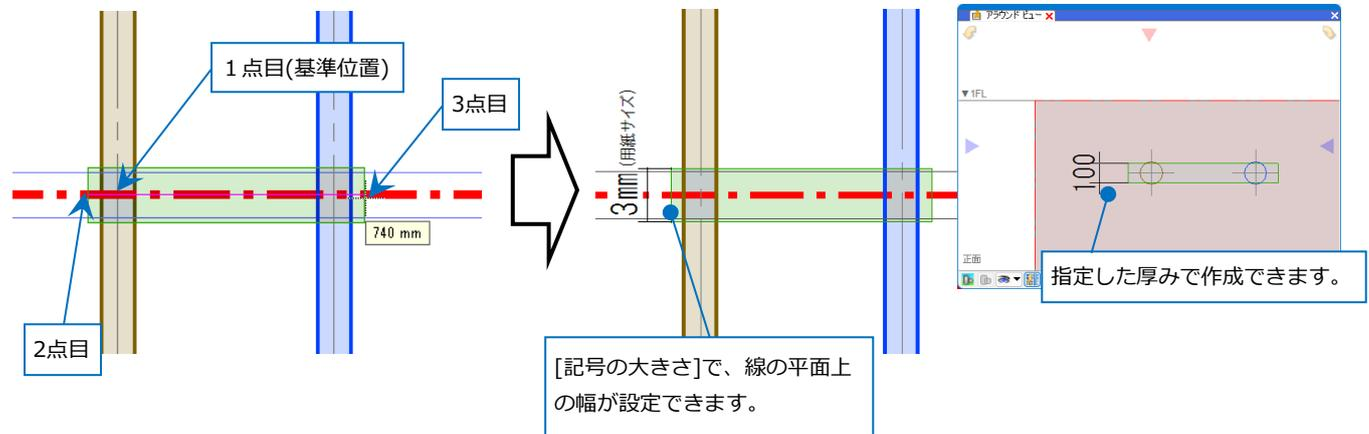 １点目(基準位置)
3点目
740 mm
2点目
3mm(用紙サイズ)
[記号の大きさ]で、線の平面上
の幅が設定できます。
アラウンド ビュー
▼1FL
1,00
正面
指定した厚みで作成できます。